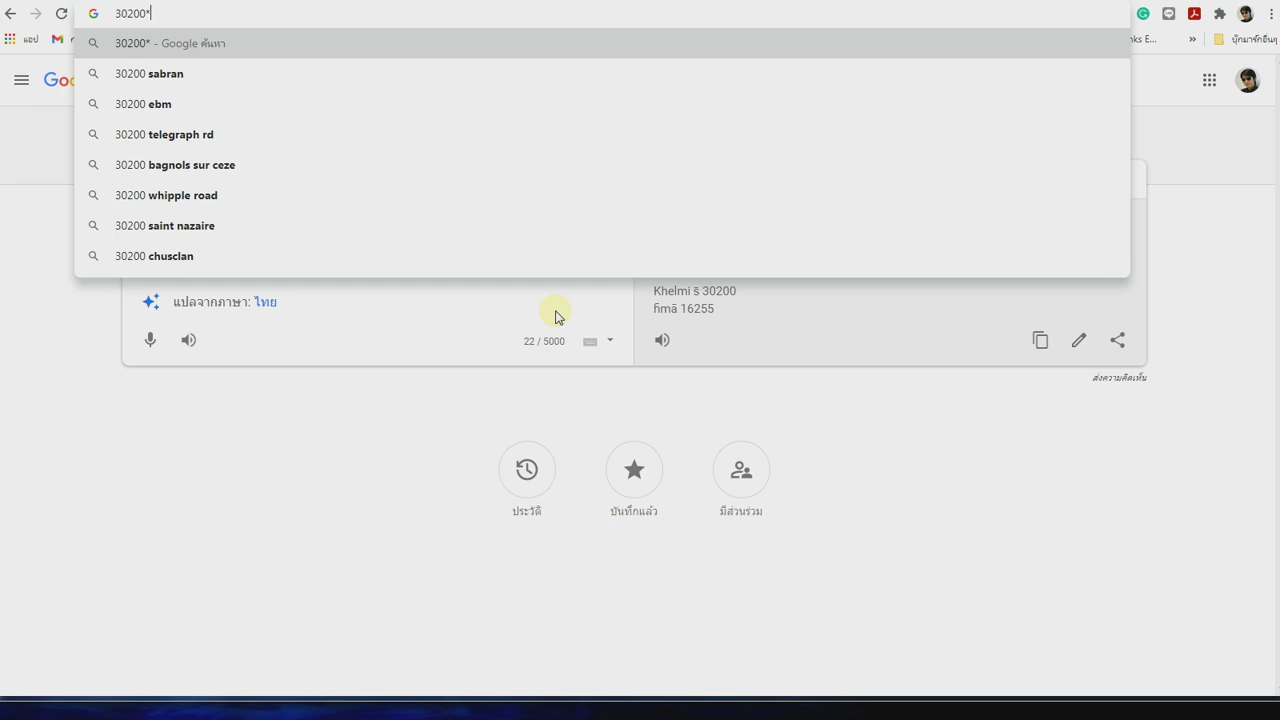 30200*
แอป
nks E...
»
บุ๊กมาร์กอื่นๆ
30200* - Google ค้นหา
30200 sabran
30200 ebm
30200 telegraph rd
30200 bagnols sur ceze
30200 whipple road
30200 saint nazaire
30200 chusclan
แปลจากภาษา: ไทย
22 / 5000
Khelmi s̄ 30200
h̄mā 16255
ส่งความคิดเห็น
ประวัติ
บันทึกแล้ว
มีส่วนร่วม